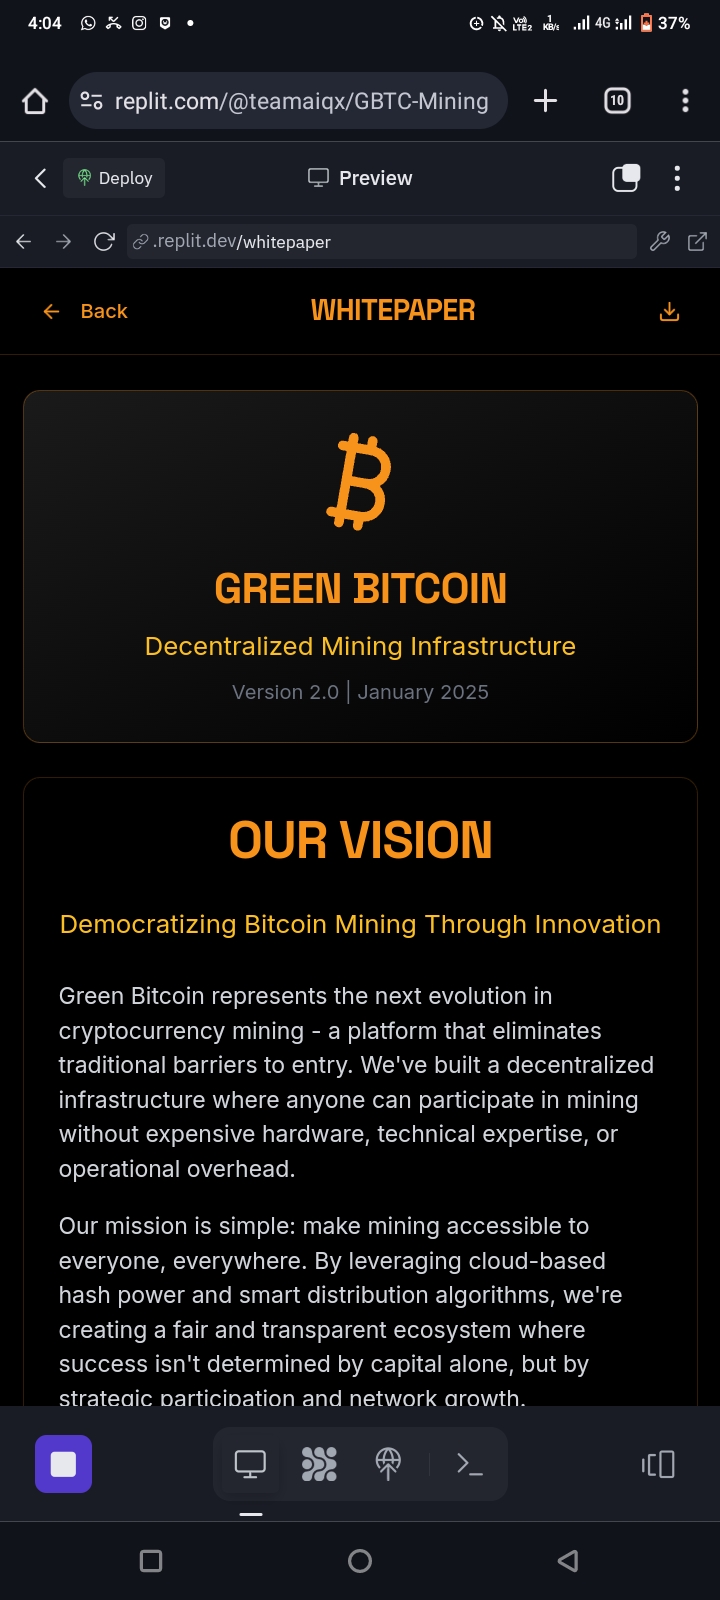 4:04
Vo)) LTE2
1 KB/s
4G
37%
replit.com/@teamaiqx/GBTC-Mining
10
Deploy
Preview
.replit.dev/whitepaper
Back
WHITEPAPER
GREEN BITCOIN
Decentralized Mining Infrastructure
Version 2.0 | January 2025
OUR VISION
Democratizing Bitcoin Mining Through Innovation
Green Bitcoin represents the next evolution in
cryptocurrency mining - a platform that eliminates
traditional barriers to entry. We've built a decentralized
infrastructure where anyone can participate in mining
without expensive hardware, technical expertise, or
operational overhead.
Our mission is simple: make mining accessible to
everyone, everywhere. By leveraging cloud-based
hash power and smart distribution algorithms, we're
creating a fair and transparent ecosystem where
success isn't determined by capital alone, but by
strategic participation and network growth.